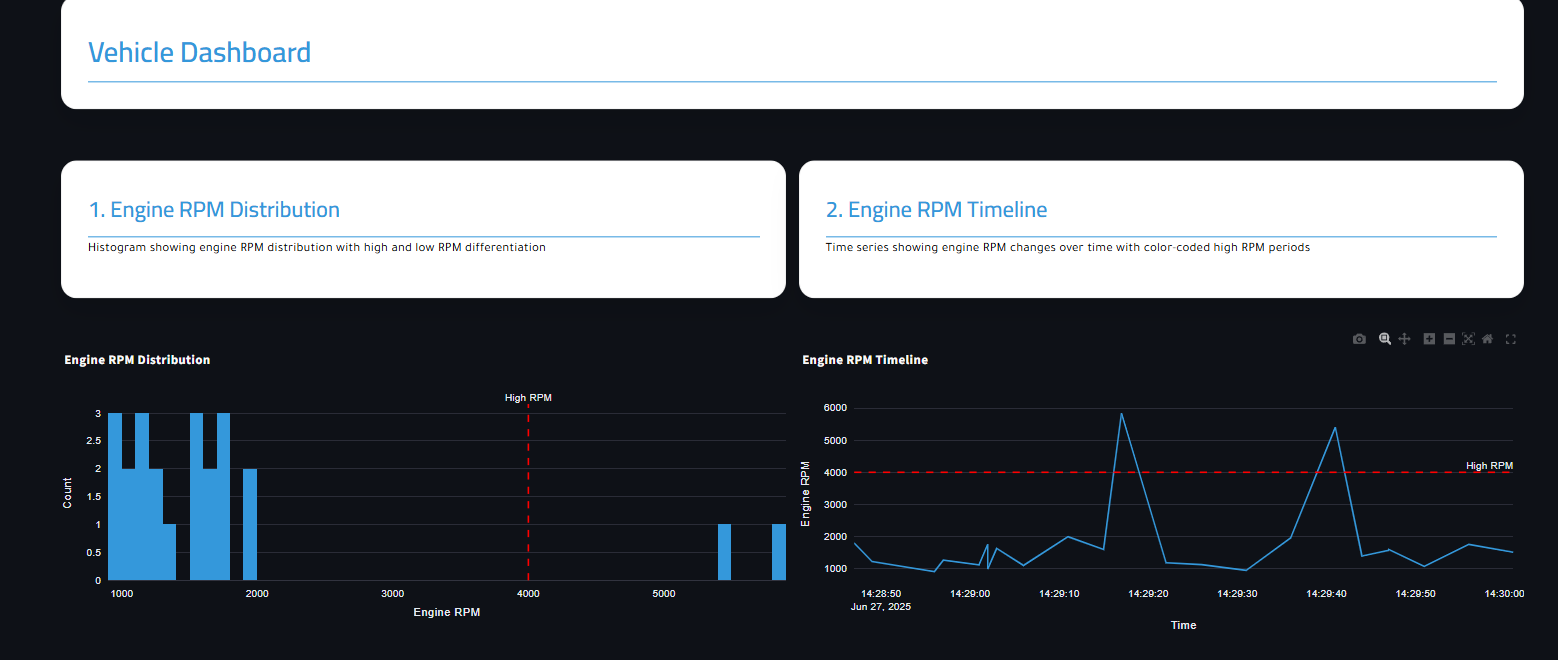 Vehicle Dashboard
1. Engine RPM Distribution
Histogram showing engine RPM distribution with high and low RPM differentiation
2. Engine RPM Timeline
Time series showing engine RPM changes over time with color-coded high RPM periods
Engine RPM Distribution
High RPM
3
2.5
2
1.5
1
0.5
0
Count
1000
2000
3000
4000
5000
Engine RPM
Engine RPM Timeline
6000
5000
4000
3000
2000
1000
Engine RPM
High RPM
14:28:50
Jun 27, 2025
14:29:00
14:29:10
14:29:20
14:29:30
14:29:40
14:29:50
14:30:00
Time